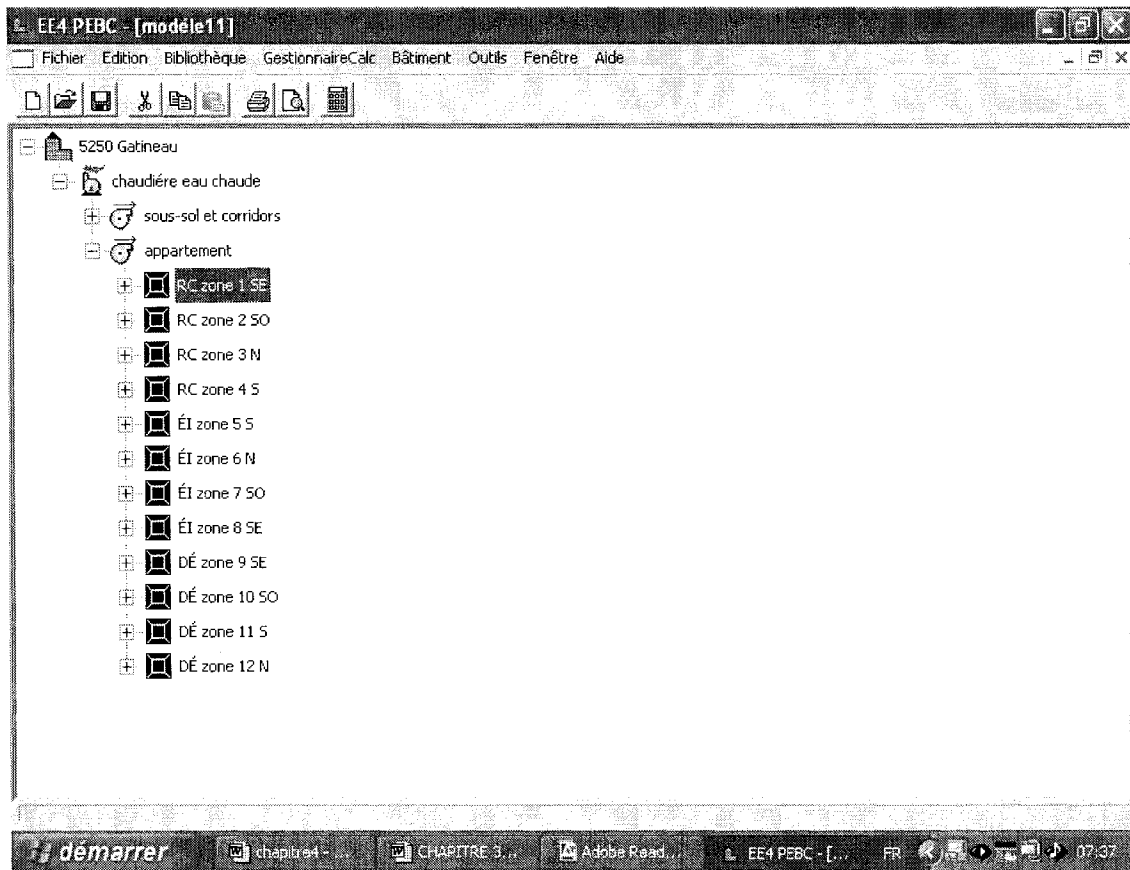 EE4 PEBC - [modéle11]
Fichier Edition Bibliothèque GestionnaireCalc Bâtiment Outils Fenêtre Aide
5250 Gatineau
chaudiére eau chaude
sous-sol et corridors
appartement
RC zone 1 SE
RC zone 2 SO
RC zone 3 N
RC zone 4 S
ÉI zone 5 S
ÉI zone 6 N
ÉI zone 7 SO
ÉI zone 8 SE
DÉ zone 9 SE
DÉ zone 10 SO
DÉ zone 11 S
DÉ zone 12 N
démarrer chapitre4 - ... CHAPITRE 3... Adobe Read... EE4 PEBC - [... FR 07:37